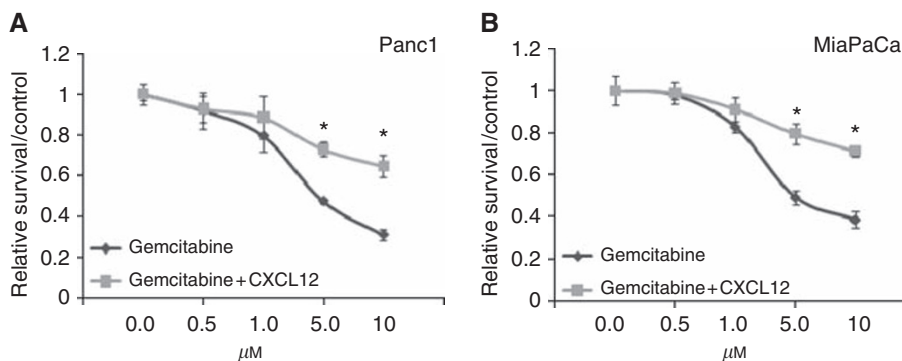 A
Panc1
Relative survival/control
1.2
1
0.8
0.6
0.4
0.2
0
*
*
Gemcitabine
Gemcitabine+CXCL12
0.0
0.5
1.0
5.0
10
μM
B
MiaPaCa
Relative survival/control
1.2
1
0.8
0.6
0.4
0.2
0
*
*
Gemcitabine
Gemcitabine+CXCL12
0.0
0.5
1.0
5.0
10
μM